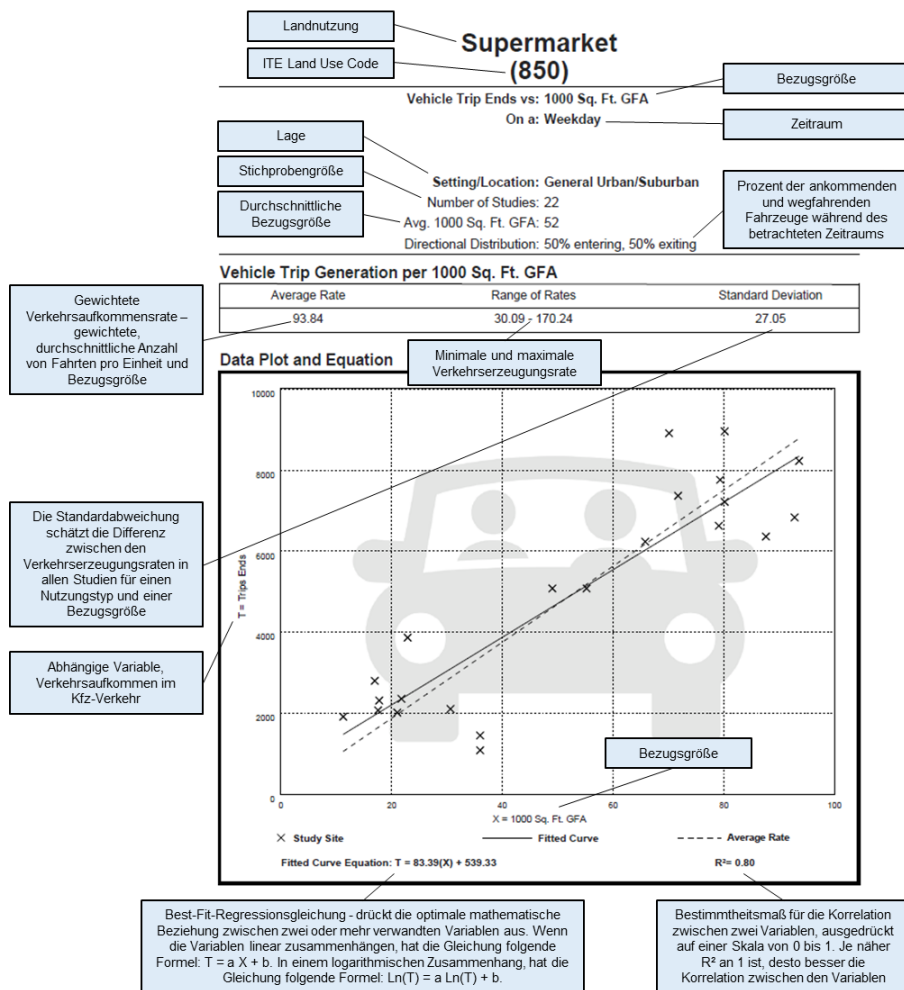 Landnutzung
Supermarket
ITE Land Use Code
(850)
Vehicle Trip Ends vs: 1000 Sq. Ft. GFA
Bezugsgröße
On a: Weekday
Zeitraum
Lage
Stichprobengröße
Setting/Location: General Urban/Suburban
Number of Studies: 22
Durchschnittliche
Bezugsgröße
Avg. 1000 Sq. Ft. GFA: 52
Directional Distribution: 50% entering, 50% exiting
Prozent der ankommenden
und wegfahrenden
Fahrzeuge während des
betrachteten Zeitraums
Vehicle Trip Generation per 1000 Sq. Ft. GFA
Average Rate Range of Rates Standard Deviation
93.84 30.09 - 170.24 27.05
Gewichtete
Verkehrsaufkommensrate –
gewichtete,
durchschnittliche Anzahl
von Fahrten pro Einheit und
Bezugsgröße
Minimale und maximale
Verkehrserzeugungsrate
Data Plot and Equation
10000
8000
6000
4000
2000
0
T = Trips Ends
Die Standardabweichung
schätzt die Differenz
zwischen den
Verkehrserzeugungsraten in
allen Studien für einen
Nutzungstyp und einer
Bezugsgröße
Abhängige Variable,
Verkehrsaufkommen im
Kfz-Verkehr
Bezugsgröße
0 20 40 60 80 100
X = 1000 Sq. Ft. GFA
× Study Site Fitted Curve Average Rate
Fitted Curve Equation: T = 83.39(X) + 539.33 R²= 0.80
Best-Fit-Regressionsgleichung - drückt die optimale mathematische
Beziehung zwischen zwei oder mehr verwandten Variablen aus. Wenn
die Variablen linear zusammenhängen, hat die Gleichung folgende
Formel: T = a X + b. In einem logarithmischen Zusammenhang, hat die
Gleichung folgende Formel: Ln(T) = a Ln(T) + b.
Bestimmtheitsmaß für die Korrelation
zwischen zwei Variablen, ausgedrückt
auf einer Skala von 0 bis 1. Je näher
R² an 1 ist, desto besser die
Korrelation zwischen den Variablen